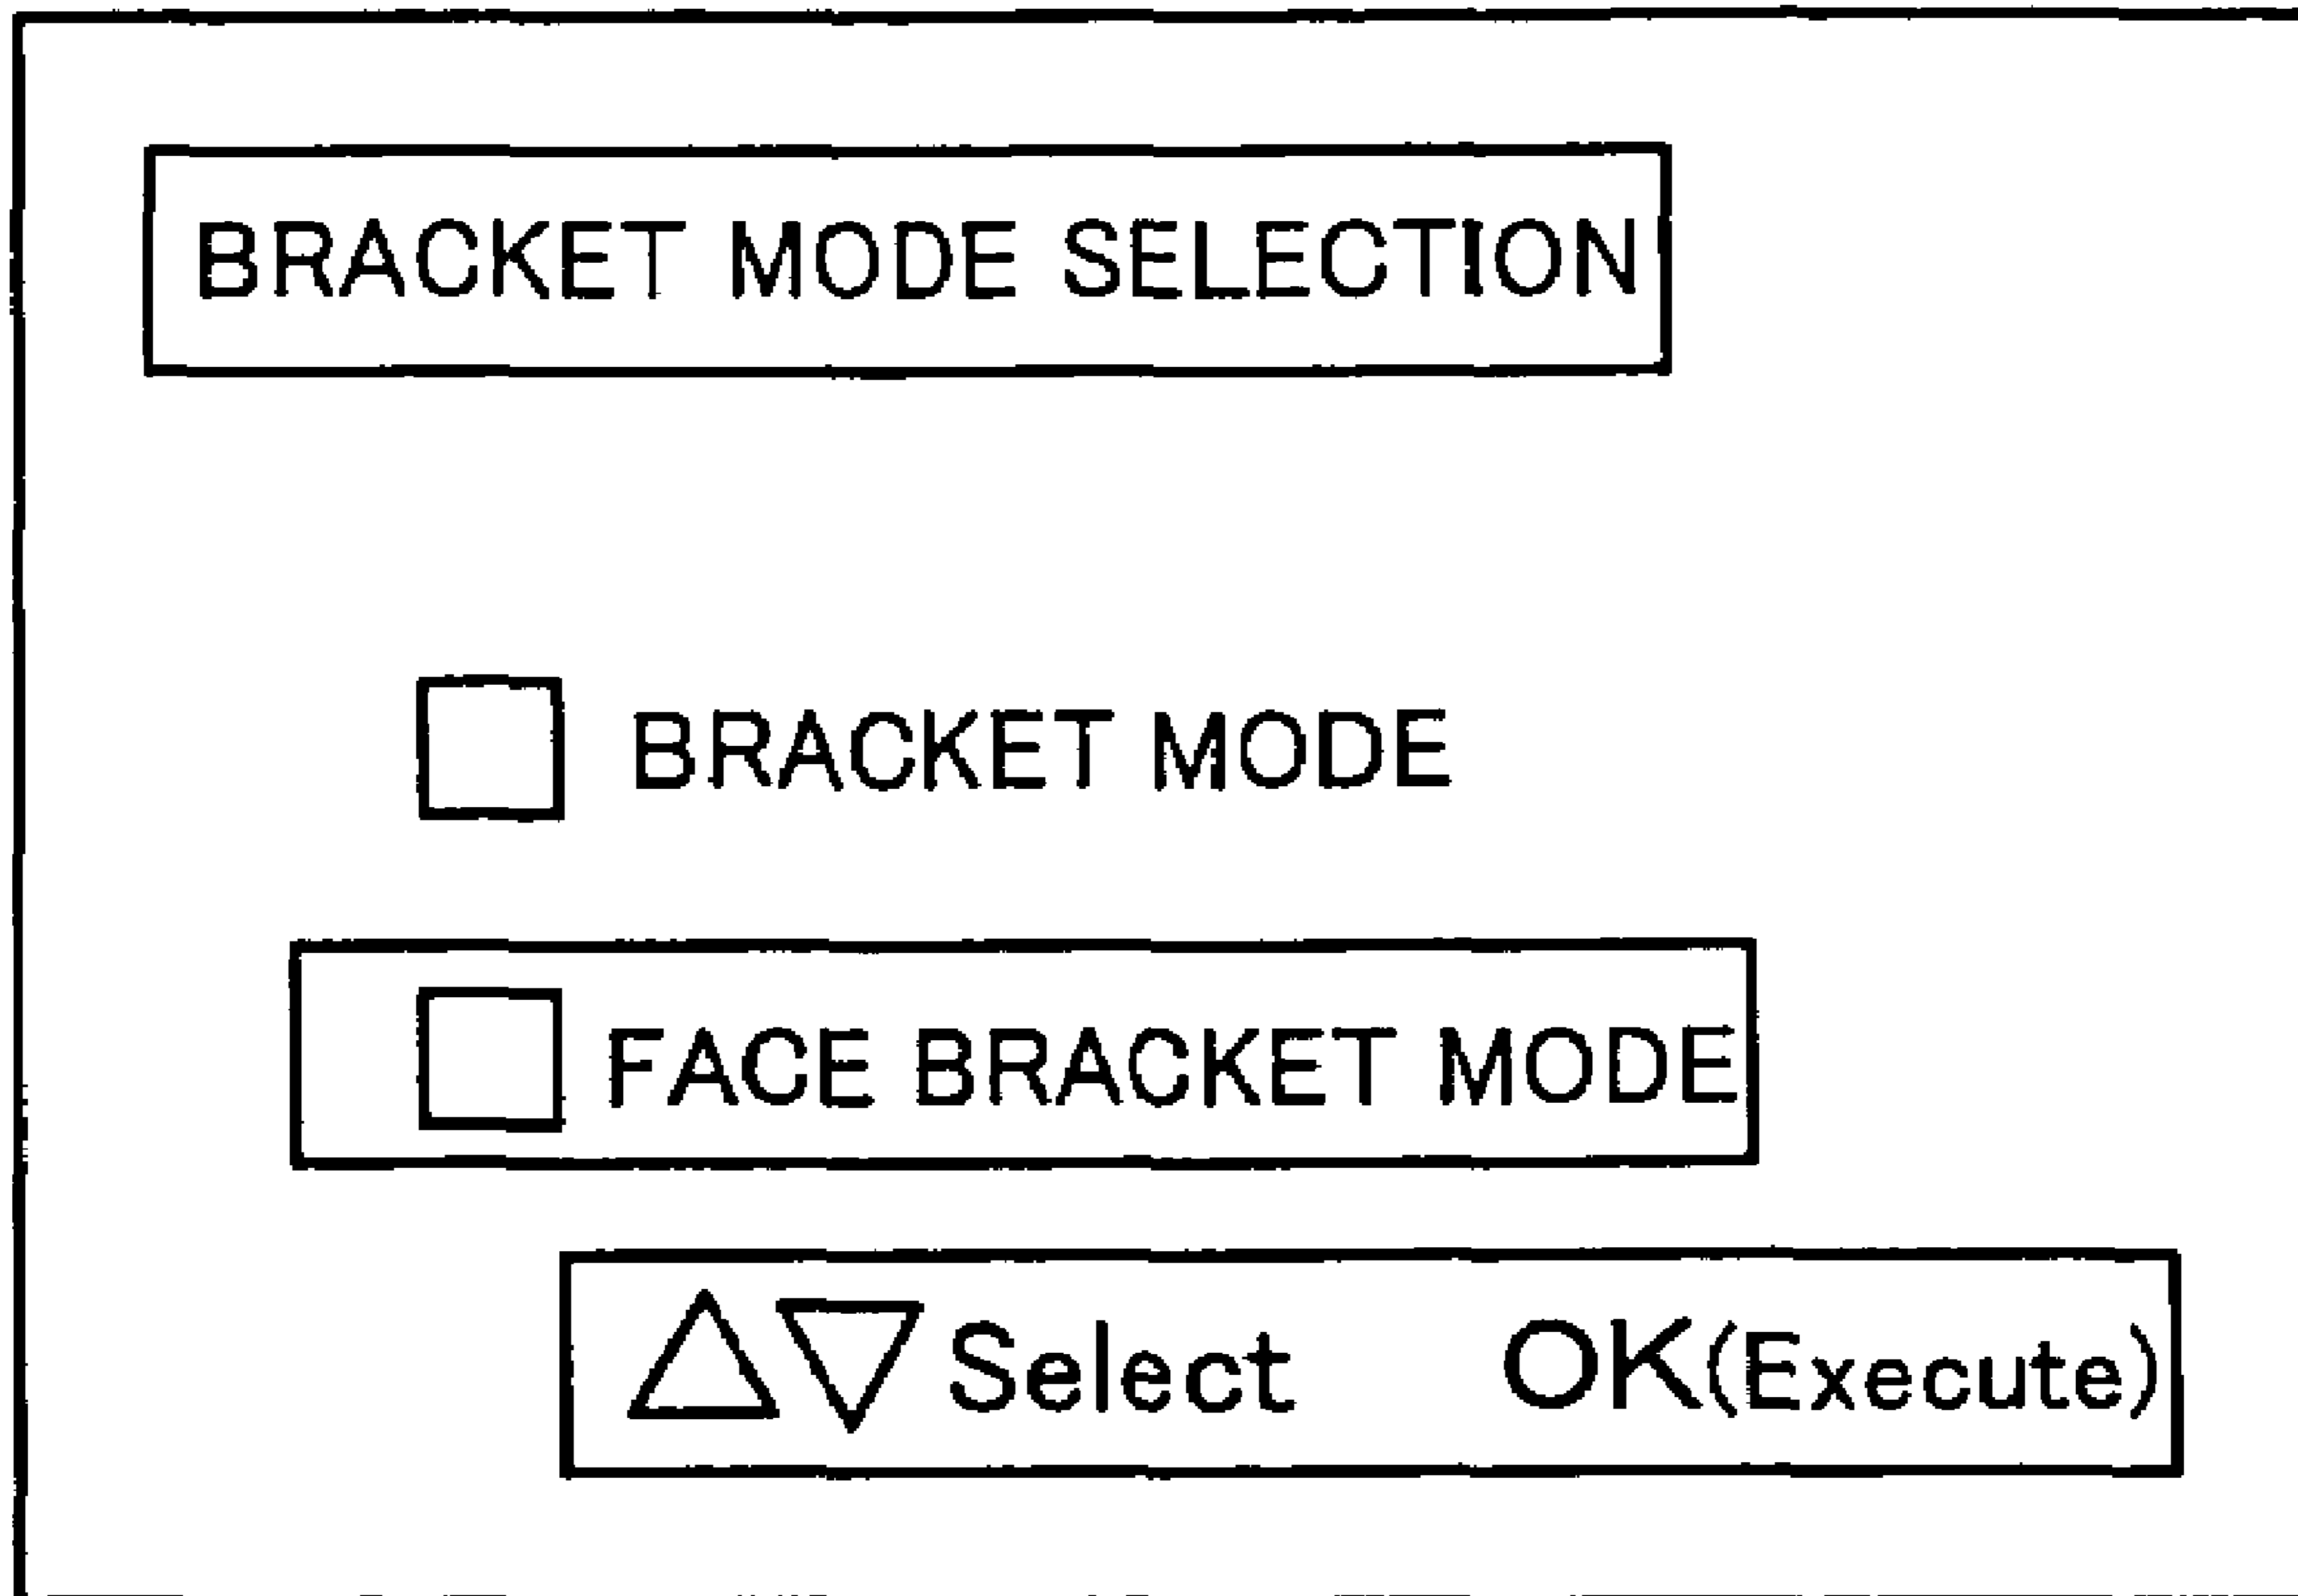 BRACKET MODE SELECTION
BRACKET MODE
FACE BRACKET MODE
△▽Select OK(Execute)